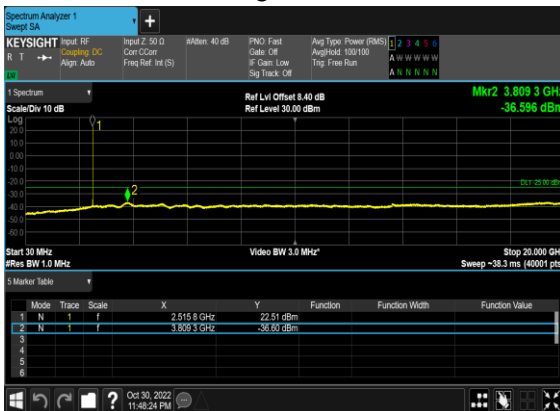 Spectrum Analyzer 1
Swept SA
KEYSIGHT
R T
LV
Input: RF
Coupling: DC
Align: Auto
Input Z: 50 Ω
Corr CCorr
Freq Ref: Int (S)
#Atten: 40 dB
PNO: Fast
Gate: Off
IF Gain: Low
Sig Track: Off
Avg Type: Power (RMS)
Avg|Hold: 100/100
Trig: Free Run
1 2 3 4 5 6
A W W W W W
A N N N N N
1 Spectrum
Scale/Div 10 dB
Ref Lvl Offset 8.40 dB
Ref Level 30.00 dBm
Mkr2 3.809 3 GHz
-36.596 dBm
Log
20.0
10.0
0.00
-10.0
-20.0
-30.0
-40.0
-50.0
-60.0
1
2
DL1 -25.00 dBm
Start 30 MHz
#Res BW 1.0 MHz
Video BW 3.0 MHz*
Stop 20.000 GHz
Sweep ~38.3 ms (40001 pts)
5 Marker Table
Mode Trace Scale X Y Function Function Width Function Value
1 N 1 f 2.515 8 GHz 22.51 dBm
2 N 1 f 3.809 3 GHz -36.60 dBm
3
4
5
6
?
Oct 30, 2022
11:48:24 PM